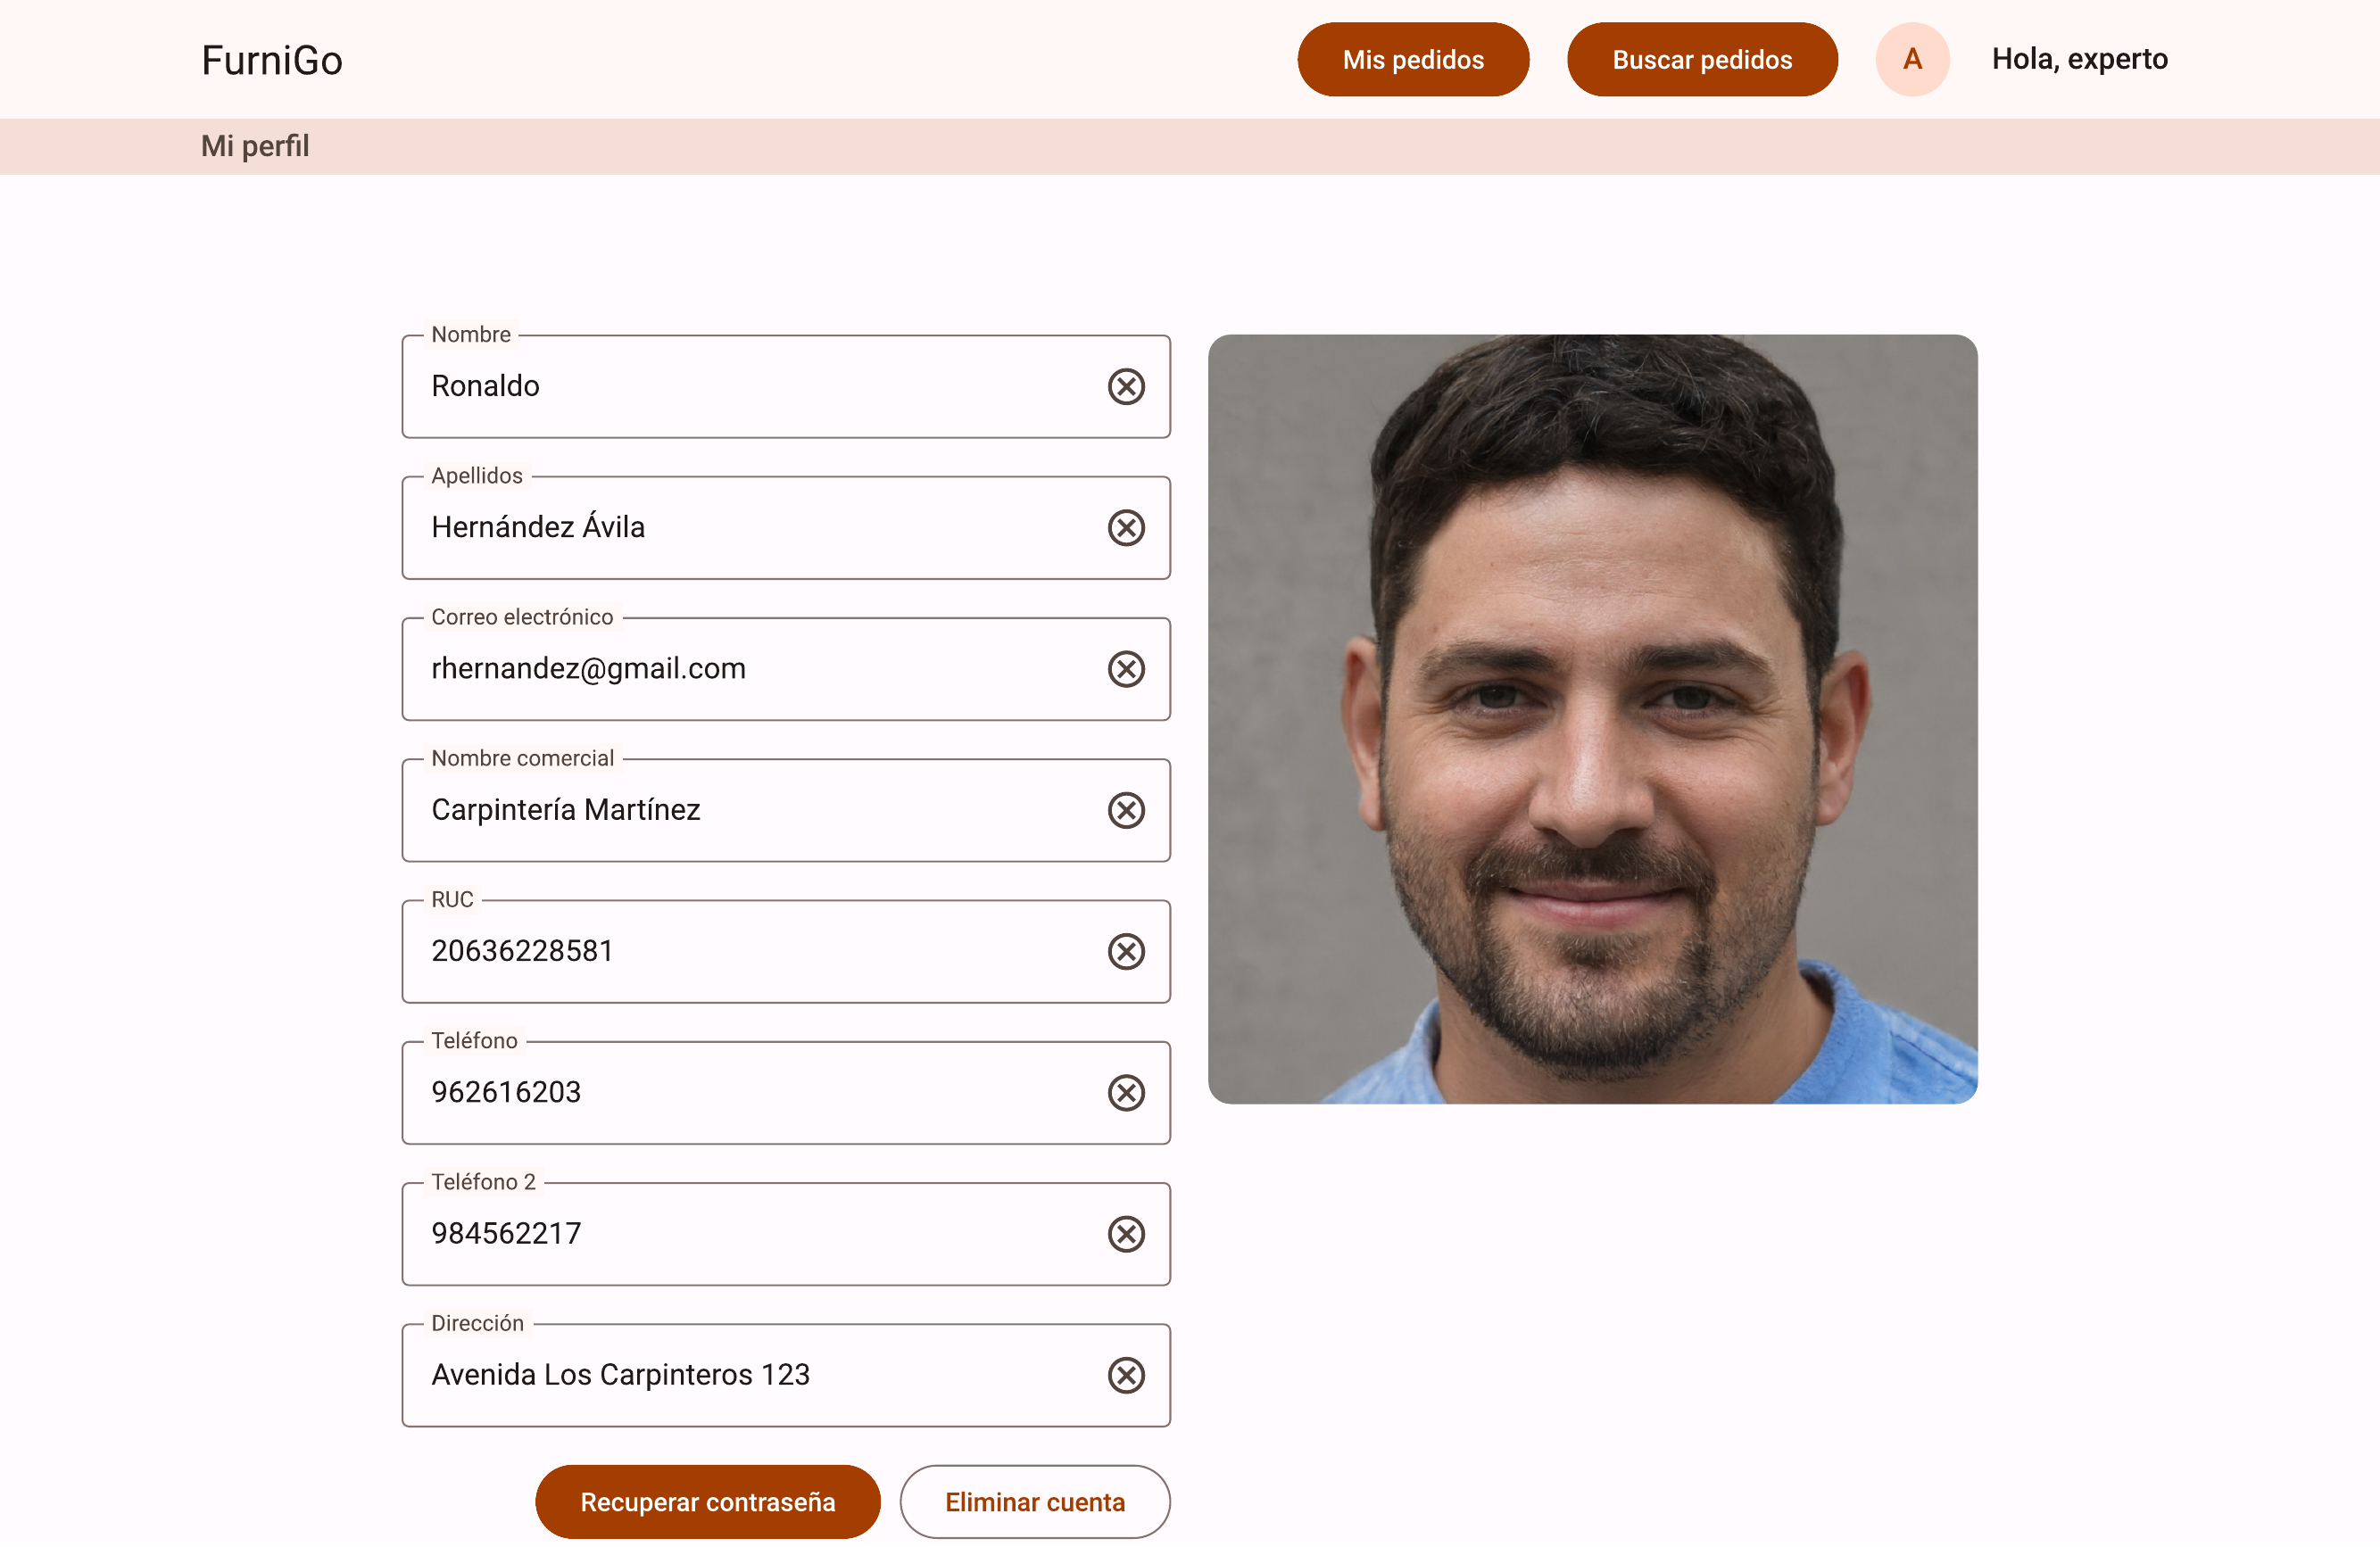 FurniGo
Mis pedidos
Buscar pedidos
A
Hola, experto
Mi perfil
Nombre
Ronaldo
Apellidos
Hernández Ávila
Correo electrónico
rhernandez@gmail.com
Nombre comercial
Carpintería Martínez
RUC
20636228581
Teléfono
962616203
Teléfono 2
984562217
Dirección
Avenida Los Carpinteros 123
Recuperar contraseña
Eliminar cuenta